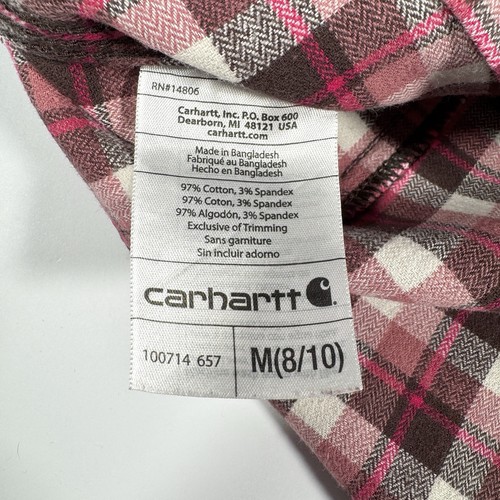 RN#14806
Carhartt, Inc. P.O. Box 600
Dearborn, MI 48121 USA
carhartt.com
Made in Bangladesh
Fabriqué au Bangladesh
Hecho en Bangladesh
97% Cotton, 3% Spandex
97% Coton, 3% Spandex
97% Algodón, 3% Spandex
Exclusive of Trimming
Sans garniture
Sin incluir adorno
carhartt
100714 657
M(8/10)